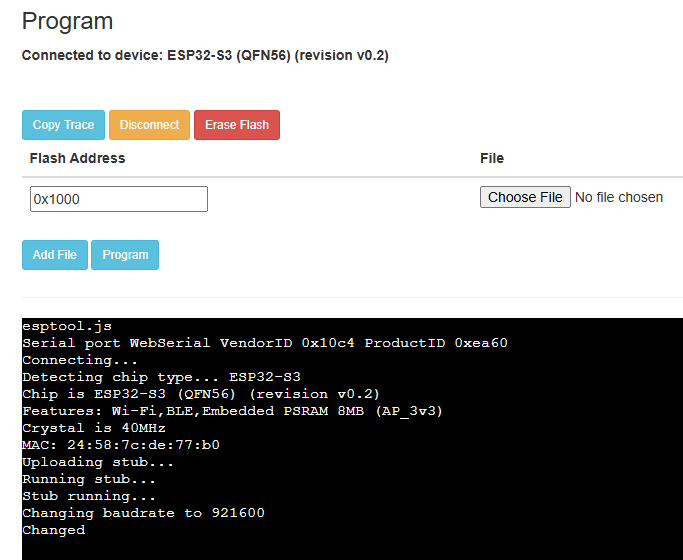 Program
Connected to device: ESP32-S3 (QFN56) (revision v0.2)
Copy Trace Disconnect Erase Flash
Flash Address File
0x1000 Choose File No file chosen
Add File Program
esptool.js
Serial port WebSerial VendorID 0x10c4 ProductID 0xea60
Connecting...
Detecting chip type... ESP32-S3
Chip is ESP32-S3 (QFN56) (revision v0.2)
Features: Wi-Fi,BLE,Embedded PSRAM 8MB (AP_3v3)
Crystal is 40MHz
MAC: 24:58:7c:de:77:b0
Uploading stub...
Running stub...
Stub running...
Changing baudrate to 921600
Changed